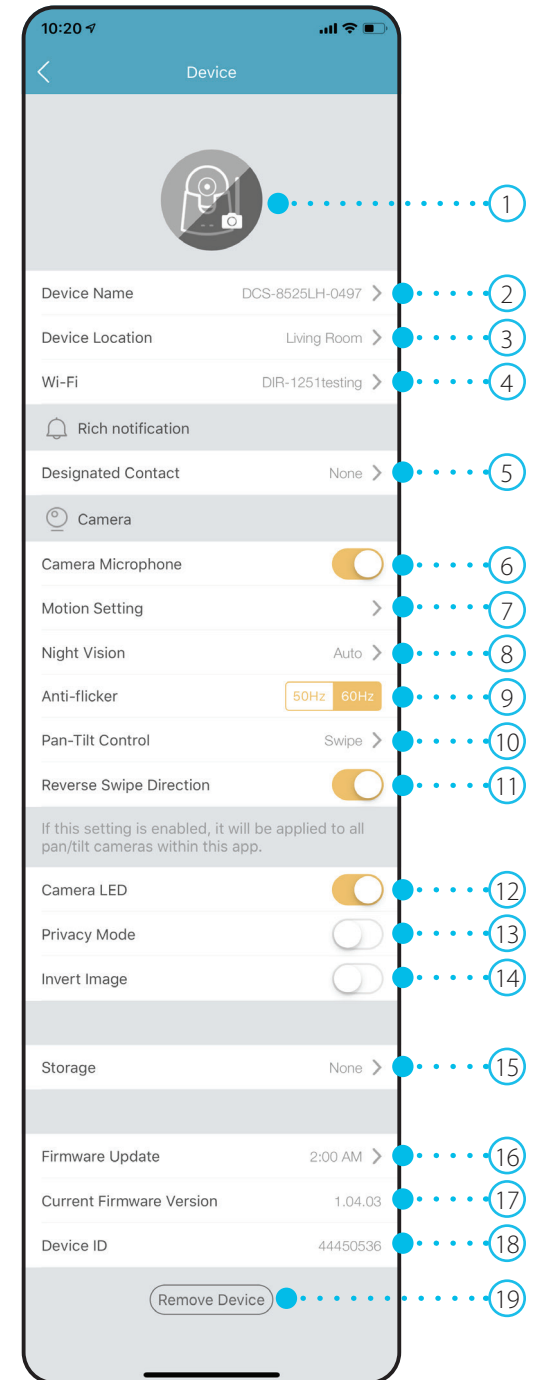 10:20
Device
1
Device Name DCS-8525LH-0497 2
Device Location Living Room 3
Wi-Fi DIR-1251testing 4
Rich notification
Designated Contact None 5
Camera
Camera Microphone 6
Motion Setting 7
Night Vision Auto 8
Anti-flicker 50Hz 60Hz 9
Pan-Tilt Control Swipe 10
Reverse Swipe Direction 11
If this setting is enabled, it will be applied to all
pan/tilt cameras within this app.
Camera LED 12
Privacy Mode 13
Invert Image 14
Storage None 15
Firmware Update 2:00 AM 16
Current Firmware Version 1.04.03 17
Device ID 44450536 18
Remove Device 19